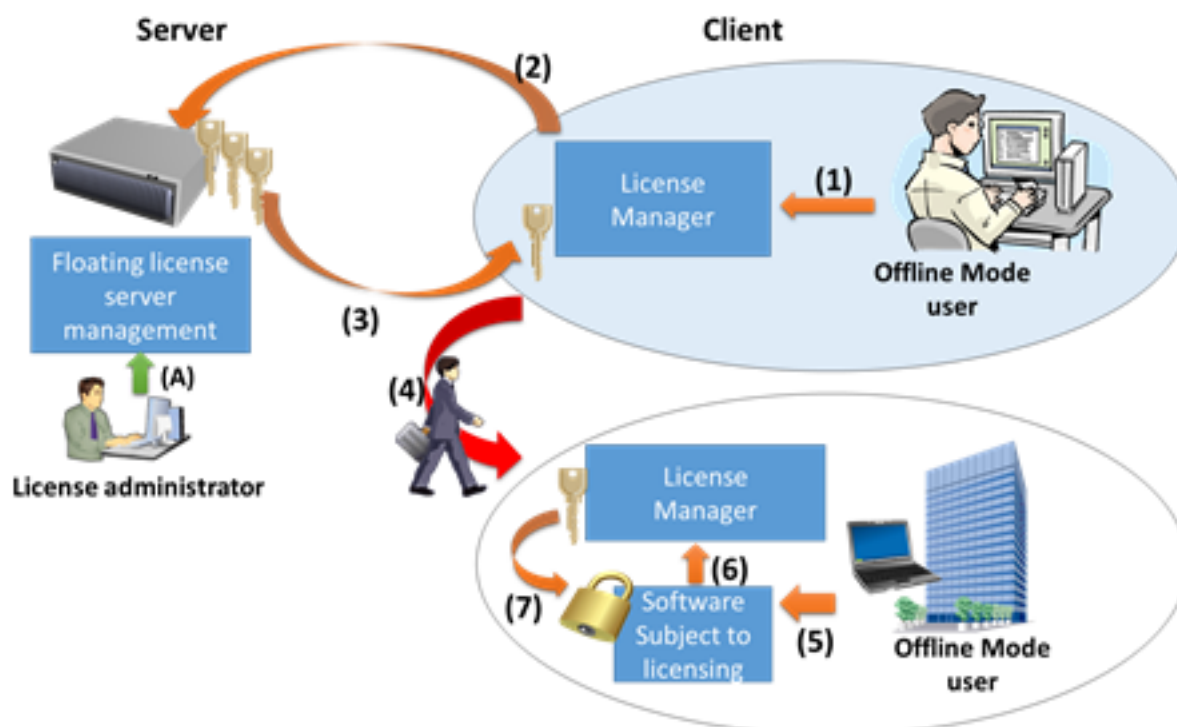 Server
Client
(2)
License
Manager
(1)
Offline Mode
user
Floating license
server
management
(3)
(A)
License administrator
(4)
License
Manager
(6)
(7)
Software
Subject to
licensing
(5)
Offline Mode
user